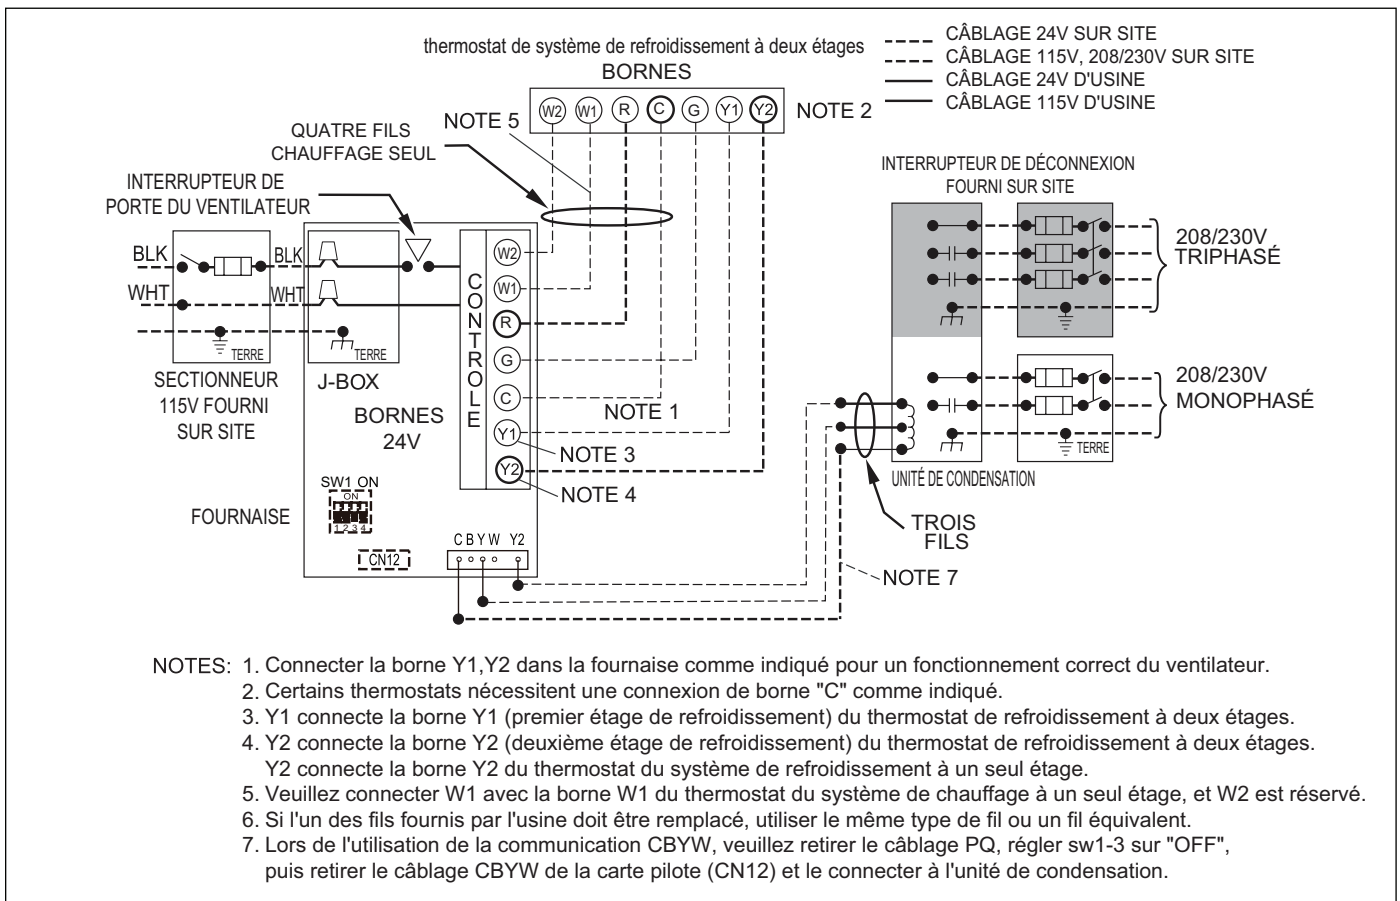 thermostat de système de refroidissement à deux étages
BORNES
W2 W1 R C G Y1 Y2
NOTE 2
CÂBLAGE 24V SUR SITE
CÂBLAGE 115V, 208/230V SUR SITE
CÂBLAGE 24V D'USINE
CÂBLAGE 115V D'USINE
NOTE 5
QUATRE FILS
CHAUFFAGE SEUL
INTERRUPTEUR DE
PORTE DU VENTILATEUR
INTERRUPTEUR DE DÉCONNEXION
FOURNI SUR SITE
208/230V
TRIPHASÉ
BLK
BLK
WHT
WHT
TERRE
TERRE
SECTIONNEUR
115V FOURNI
SUR SITE
J-BOX
BORNES
24V
CONTROLE
W2
W1
R
G
C
Y1
Y2
NOTE 1
NOTE 3
NOTE 4
208/230V
MONOPHASÉ
TERRE
UNITÉ DE CONDENSATION
TROIS
FILS
NOTE 7
FOURNAISE
SW1 ON
ON
1 2 3 4
CN12
C B Y W Y2
NOTES: 1. Connecter la borne Y1,Y2 dans la fournaise comme indiqué pour un fonctionnement correct du ventilateur.
2. Certains thermostats nécessitent une connexion de borne "C" comme indiqué.
3. Y1 connecte la borne Y1 (premier étage de refroidissement) du thermostat de refroidissement à deux étages.
4. Y2 connecte la borne Y2 (deuxième étage de refroidissement) du thermostat de refroidissement à deux étages.
Y2 connecte la borne Y2 du thermostat du système de refroidissement à un seul étage.
5. Veuillez connecter W1 avec la borne W1 du thermostat du système de chauffage à un seul étage, et W2 est réservé.
6. Si l'un des fils fournis par l'usine doit être remplacé, utiliser le même type de fil ou un fil équivalent.
7. Lors de l'utilisation de la communication CBYW, veuillez retirer le câblage PQ, régler sw1-3 sur "OFF",
puis retirer le câblage CBYW de la carte pilote (CN12) et le connecter à l'unité de condensation.